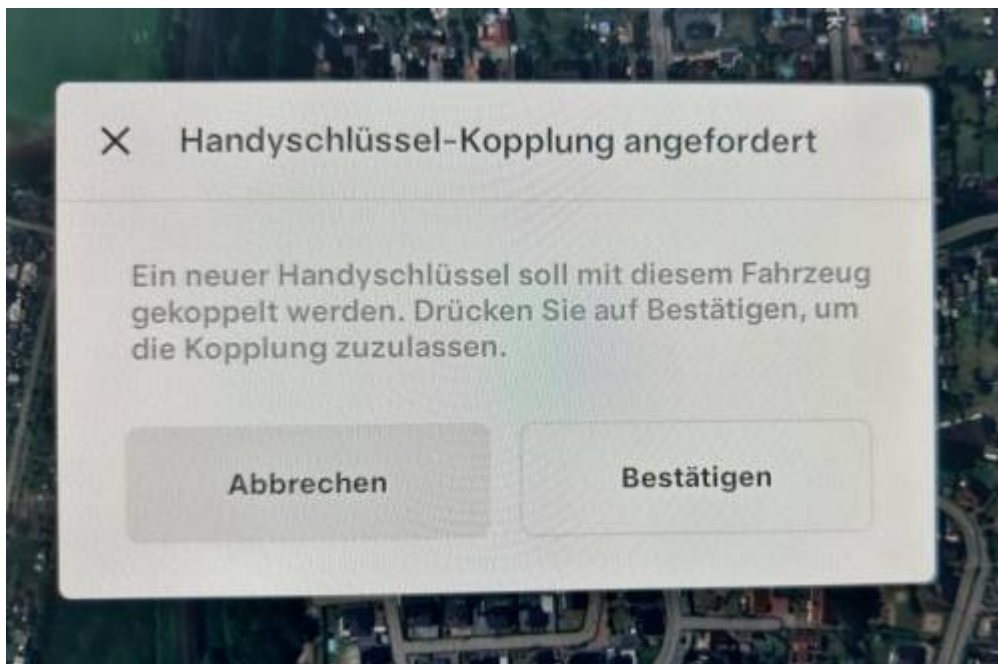 Handyschlüssel-Kopplung angefordert
Ein neuer Handyschlüssel soll mit diesem Fahrzeug
gekoppelt werden. Drücken Sie auf Bestätigen, um
die Kopplung zuzulassen.
Abbrechen
Bestätigen